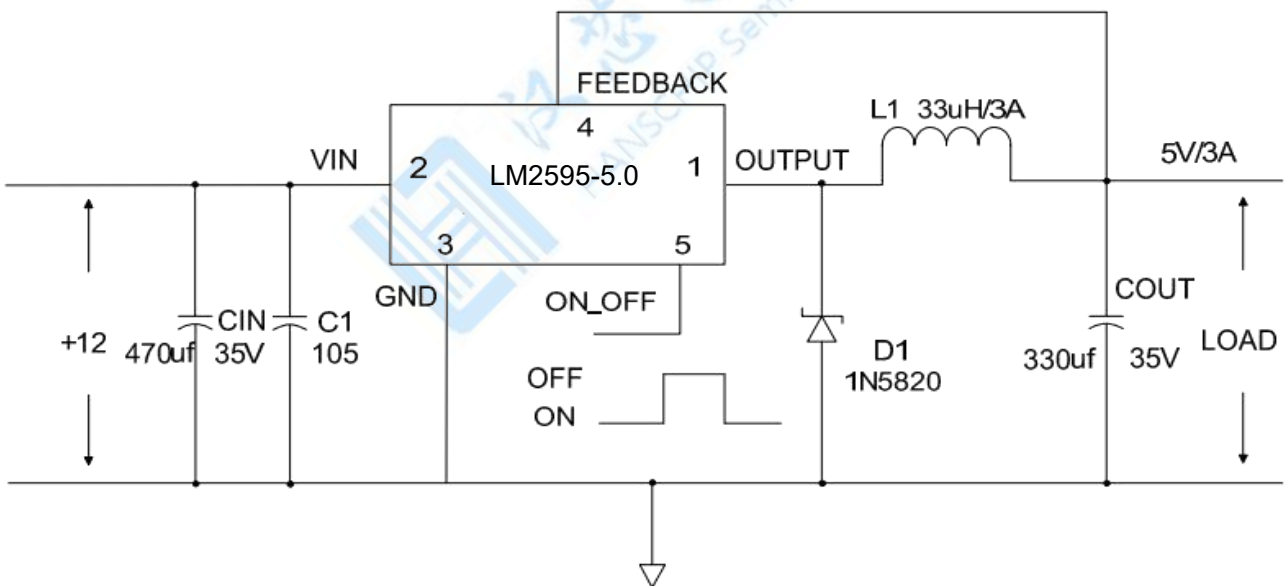 FEEDBACK
4
L1 33uH/3A
VIN
2
LM2595-5.0
1
OUTPUT
5V/3A
3
5
GND
ON_OFF
+12
470uf
CIN
35V
C1
105
OFF
ON
D1
1N5820
COUT
330uf
35V
LOAD